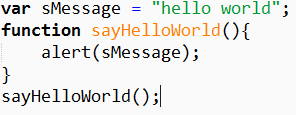 var sMessage = "hello world";
function sayHelloWorld(){
    alert(sMessage);
}
sayHelloWorld();